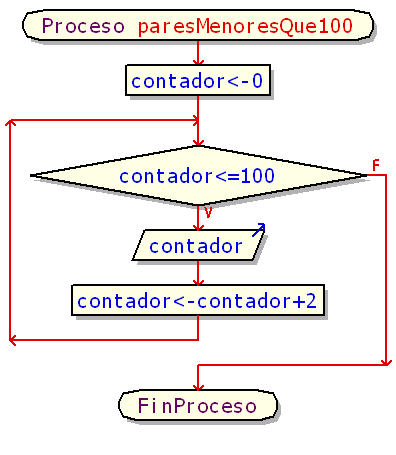 Proceso paresMenoresQue100
contador<-0
contador<=100
F
V
contador
contador<-contador+2
FinProceso